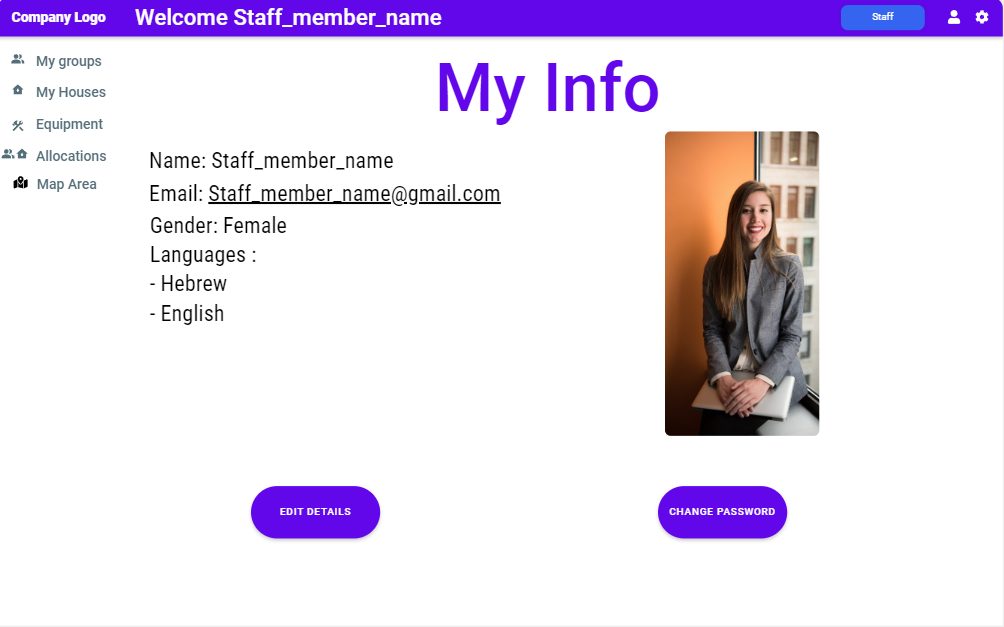 Company Logo
Welcome Staff_member_name
Staff
My groups
My Houses
Equipment
Allocations
Map Area
My Info
Name: Staff_member_name
Email: Staff_member_name@gmail.com
Gender: Female
Languages :
- Hebrew
- English
EDIT DETAILS
CHANGE PASSWORD